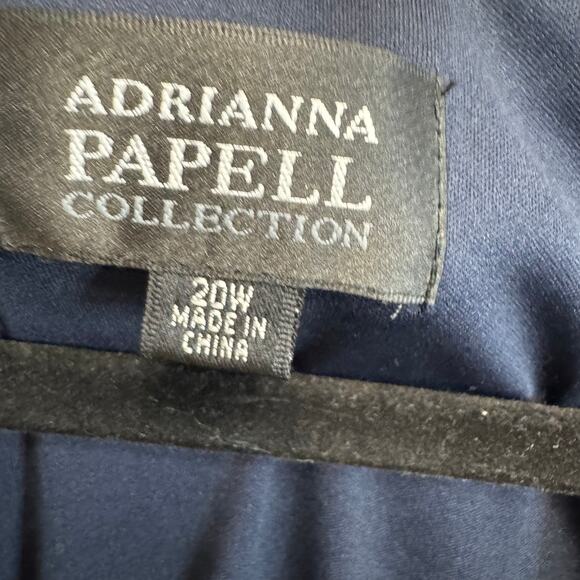 ADRIANNA
PAPELL
COLLECTION
20W
MADE IN
CHINA